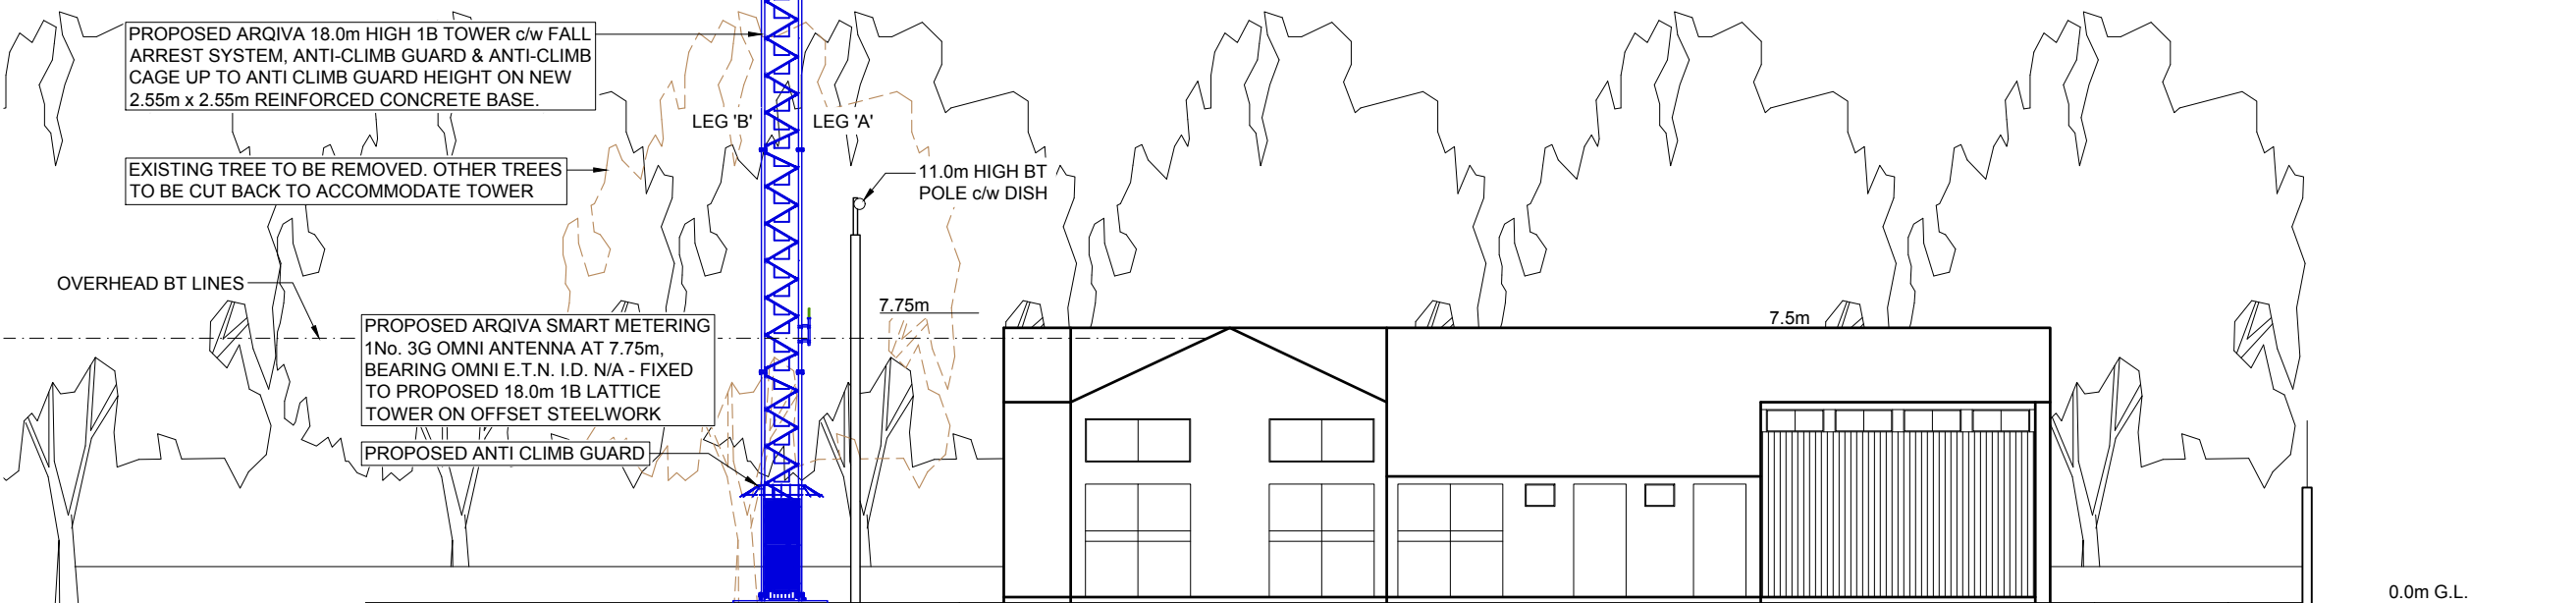 PROPOSED ARQIVA 18.0m HIGH 1B TOWER c/w FALL
ARREST SYSTEM, ANTI-CLIMB GUARD & ANTI-CLIMB
CAGE UP TO ANTI CLIMB GUARD HEIGHT ON NEW
2.55m x 2.55m REINFORCED CONCRETE BASE.
LEG 'B'
LEG 'A'
EXISTING TREE TO BE REMOVED. OTHER TREES
TO BE CUT BACK TO ACCOMMODATE TOWER
11.0m HIGH BT
POLE c/w DISH
OVERHEAD BT LINES
7.75m
7.5m
PROPOSED ARQIVA SMART METERING
1No. 3G OMNI ANTENNA AT 7.75m,
BEARING OMNI E.T.N. I.D. N/A - FIXED
TO PROPOSED 18.0m 1B LATTICE
TOWER ON OFFSET STEELWORK
PROPOSED ANTI CLIMB GUARD
0.0m G.L.